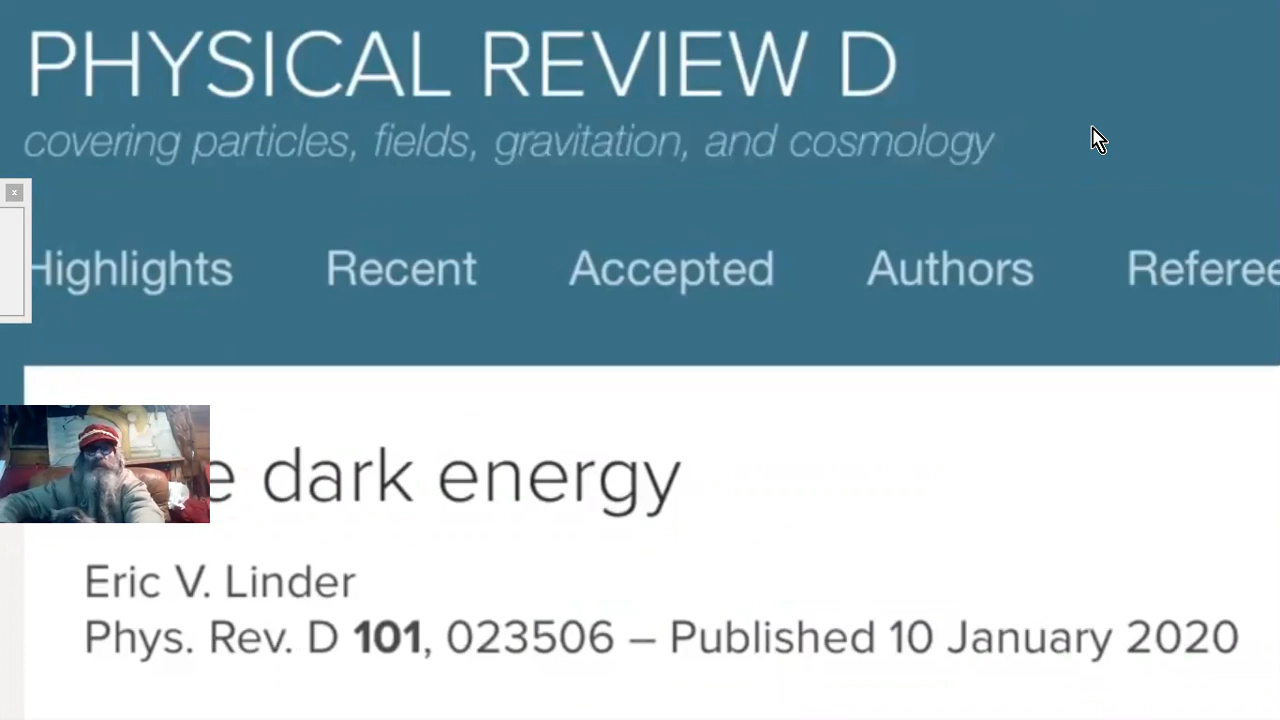 PHYSICAL REVIEW D
covering particles, fields, gravitation, and cosmology
x
Highlights Recent Accepted Authors Referee
e dark energy
Eric V. Linder
Phys. Rev. D 101, 023506 – Published 10 January 2020